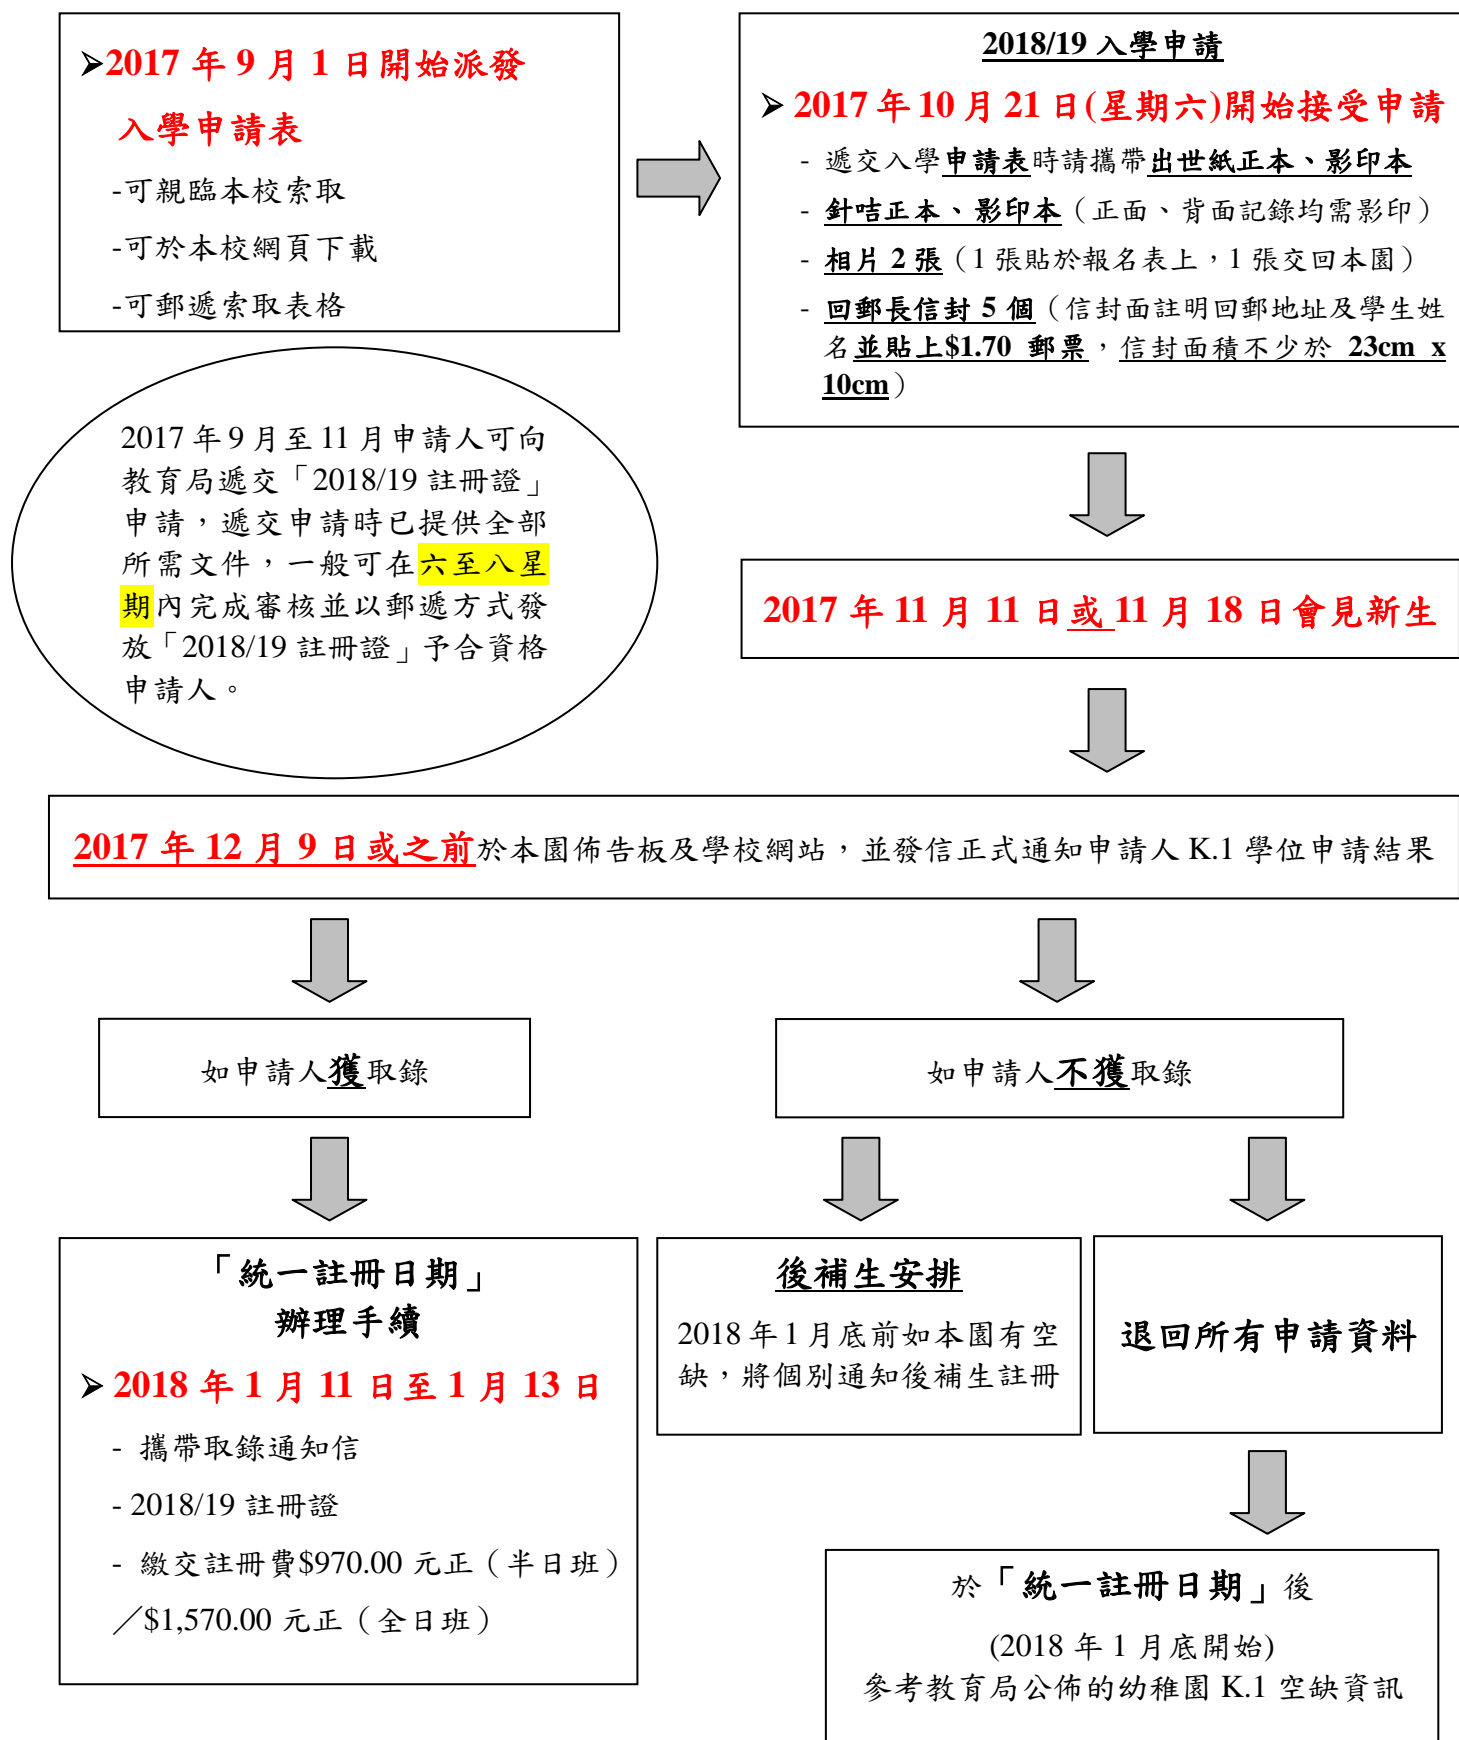 ➢2017 年 9 月 1 日開始派發
入學申請表
-可親臨本校索取
-可於本校網頁下載
-可郵遞索取表格
2018/19 入學申請
➢ 2017 年 10 月 21 日(星期六)開始接受申請
- 遞交入學申請表時請攜帶出世紙正本、影印本
- 針咭正本、影印本（正面、背面記錄均需影印）
- 相片 2 張（1 張貼於報名表上，1 張交回本園）
- 回郵長信封 5 個（信封面註明回郵地址及學生姓
名並貼上$1.70 郵票，信封面積不少於 23cm x
10cm）
2017 年 9 月至 11 月申請人可向
教育局遞交「2018/19 註冊證」
申請，遞交申請時已提供全部
所需文件，一般可在六至八星
期內完成審核並以郵遞方式發
放「2018/19 註冊證」予合資格
申請人。
2017 年 11 月 11 日或 11 月 18 日會見新生
2017 年 12 月 9 日或之前於本園佈告板及學校網站，並發信正式通知申請人 K.1 學位申請結果
如申請人獲取錄
如申請人不獲取錄
「統一註冊日期」
辦理手續
➢ 2018 年 1 月 11 日至 1 月 13 日
- 攜帶取錄通知信
- 2018/19 註冊證
- 繳交註冊費$970.00 元正（半日班）
／$1,570.00 元正（全日班）
後補生安排
2018 年 1 月底前如本園有空
缺，將個別通知後補生註冊
退回所有申請資料
於「統一註冊日期」後
(2018 年 1 月底開始)
參考教育局公佈的幼稚園 K.1 空缺資訊